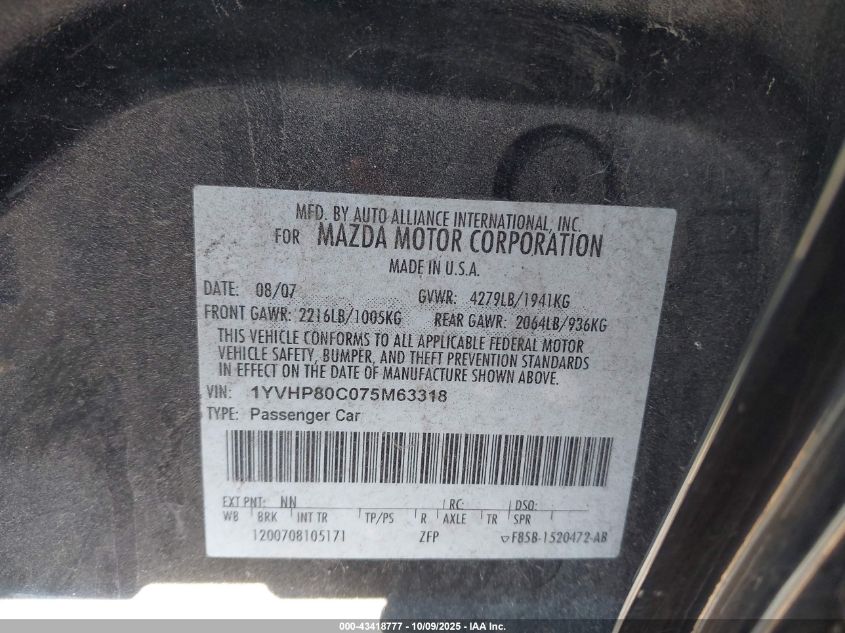 MFD. BY AUTO ALLIANCE INTERNATIONAL, INC.
FOR MAZDA MOTOR CORPORATION
MADE IN U.S.A.
DATE: 08/07 GVWR: 4279LB/1941KG
FRONT GAWR: 2216LB/1005KG REAR GAWR: 2064LB/936KG
THIS VEHICLE CONFORMS TO ALL APPLICABLE FEDERAL MOTOR
VEHICLE SAFETY, BUMPER, AND THEFT PREVENTION STANDARDS
IN EFFECT ON THE DATE OF MANUFACTURE SHOWN ABOVE.
VIN: 1YVHP80C075M63318
TYPE: Passenger Car
EXT PNT: NN RC: DSO:
WB BRK INT TR TP/PS R AXLE TR SPR
1200708105171 ZFP F85B-1520472-AB
000-43418777 - 10/09/2025 - IAA Inc.